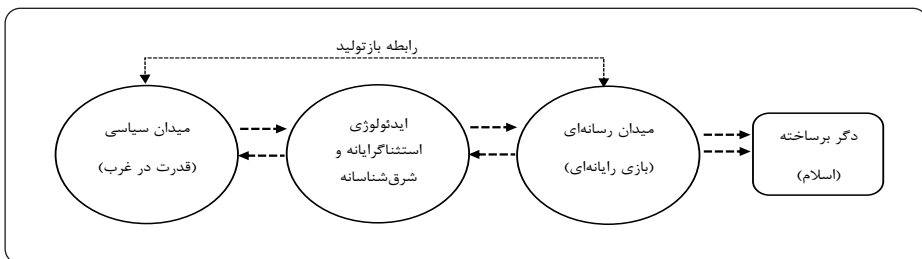 رابطه بازتولید
میدان سیاسی
(قدرت در غرب)
ایدئولوژی
استثناگرایانه و
شرق‌شناسانه
میدان رسانه‌ای
(بازی رایانه‌ای)
دگر برساخته
(اسلام)